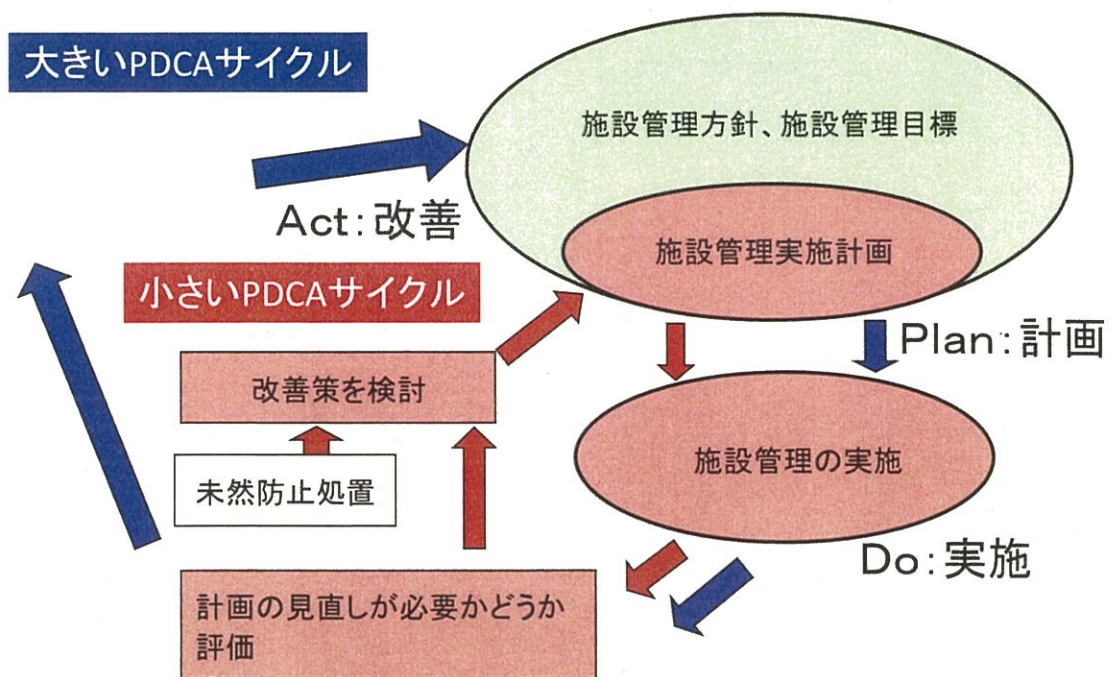 大きいPDCAサイクル
施設管理方針、施設管理目標
Act:改善
施設管理実施計画
小さいPDCAサイクル
Plan:計画
改善策を検討
施設管理の実施
未然防止処置
Do:実施
計画の見直しが必要かどうか
評価